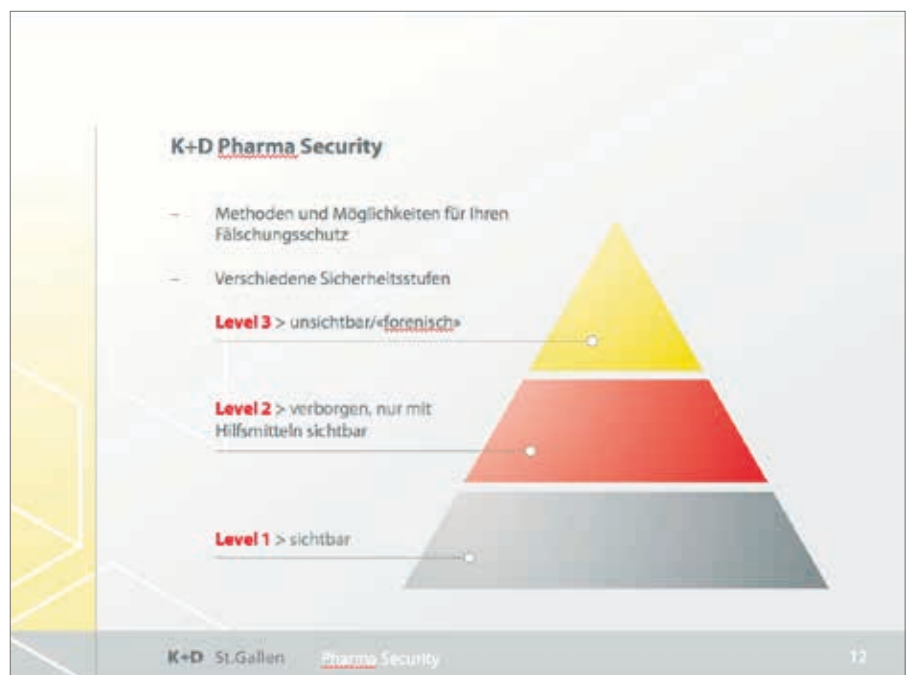 K+D Pharma Security
– Methoden und Möglichkeiten für Ihren
Fälschungsschutz
– Verschiedene Sicherheitsstufen
Level 3 > unsichtbar/«forenisch»
Level 2 > verborgen, nur mit
Hilfsmitteln sichtbar
Level 1 > sichtbar
K+D St.Gallen Pharma Security 12